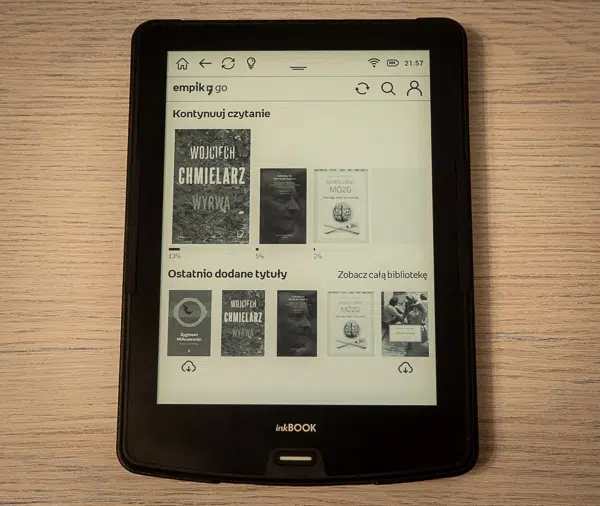 21:57
empik go
Kontynuuj czytanie
WOJCIECH
CHMIELARZ
WYRWA
MÓZG
13%
5%
2%
Ostatnio dodane tytuły
Zobacz całą bibliotekę
Zygmunt
Miłoszewski
WOJCIECH
CHMIELARZ
WYRWA
MÓZG
inkBOOK